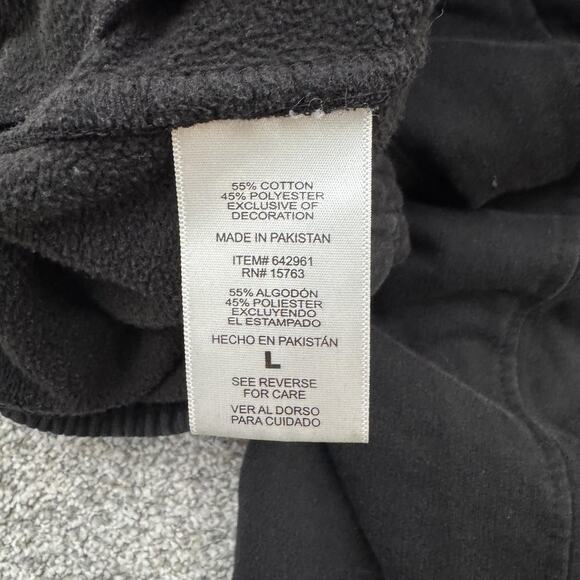 55% COTTON
45% POLYESTER
EXCLUSIVE OF
DECORATION
MADE IN PAKISTAN
ITEM# 642961
RN# 15763
55% ALGODÓN
45% POLIESTER
EXCLUYENDO
EL ESTAMPADO
HECHO EN PAKISTÁN
L
SEE REVERSE
FOR CARE
VER AL DORSO
PARA CUIDADO